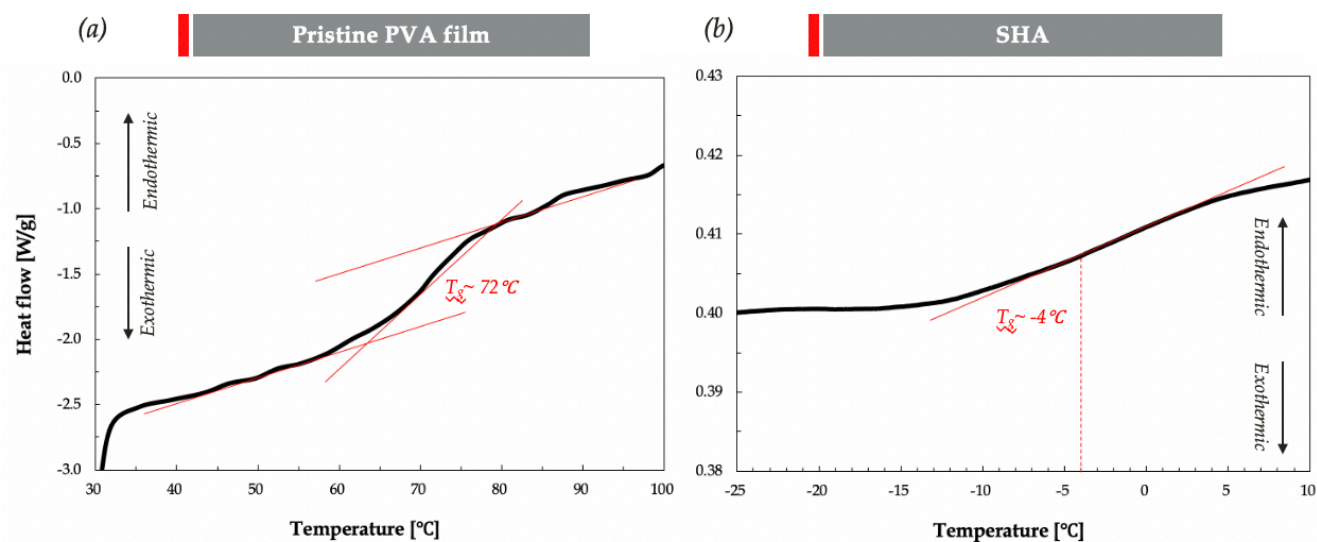 (a)
Pristine PVA film
0.0
-0.5
-1.0
-1.5
-2.0
-2.5
-3.0
Heat flow [W/g]
Endothermic
Exothermic
Tg~ 72℃
30
40
50
60
70
80
90
100
Temperature [℃]
(b)
SHA
0.43
0.42
0.41
0.40
0.39
0.38
Tg~ -4℃
Endothermic
Exothermic
-25
-20
-15
-10
-5
0
5
10
Temperature [℃]